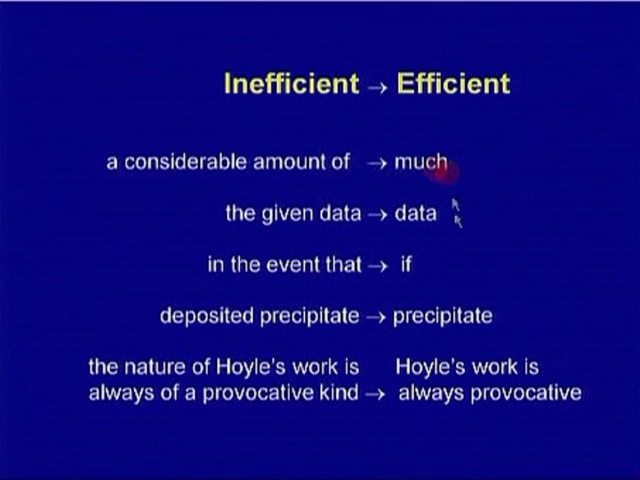 Inefficient → Efficient
a considerable amount of → much
the given data → data
in the event that → if
deposited precipitate → precipitate
the nature of Hoyle's work is Hoyle's work is
always of a provocative kind → always provocative